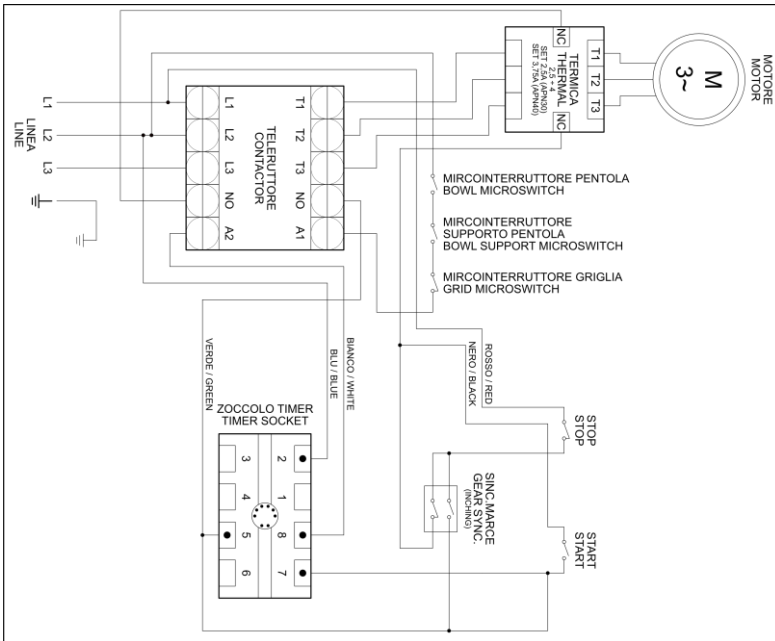 MOTORE
MOTOR
M
3~
T1
T2
T3
NC
NC
TERMICA
THERMAL
2,5 ÷ 4
SET 2,5A (APN30)
SET 3,75A (APN40)
L1
L2
L3
LINEA
LINE
L1
L2
L3
NO
A2
TELERUTTORE
CONTACTOR
T1
T2
T3
NO
A1
MIRCOINTERRUTTORE PENTOLA
BOWL MICROSWITCH
MIRCOINTERRUTTORE
SUPPORTO PENTOLA
BOWL SUPPORT MICROSWITCH
MIRCOINTERRUTTORE GRIGLIA
GRID MICROSWITCH
VERDE / GREEN
BLU / BLUE
BIANCO / WHITE
NERO / BLACK
ROSSO / RED
ZOCCOLO TIMER
TIMER SOCKET
3
2
4
1
5
8
6
7
SINC.MARCE
GEAR SYNC.
(INCHING)
STOP
STOP
START
START